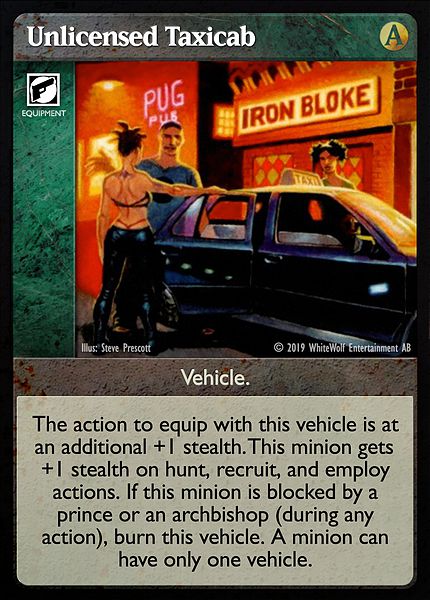 Unlicensed Taxicab
A
EQUIPMENT
PUG
PUB
IRON BLOKE
TAXI
Illus: Steve Prescott
© 2019 WhiteWolf Entertainment AB
Vehicle.
The action to equip with this vehicle is at
an additional +1 stealth.This minion gets
+1 stealth on hunt, recruit, and employ
actions. If this minion is blocked by a
prince or an archbishop (during any
action), burn this vehicle. A minion can
have only one vehicle.